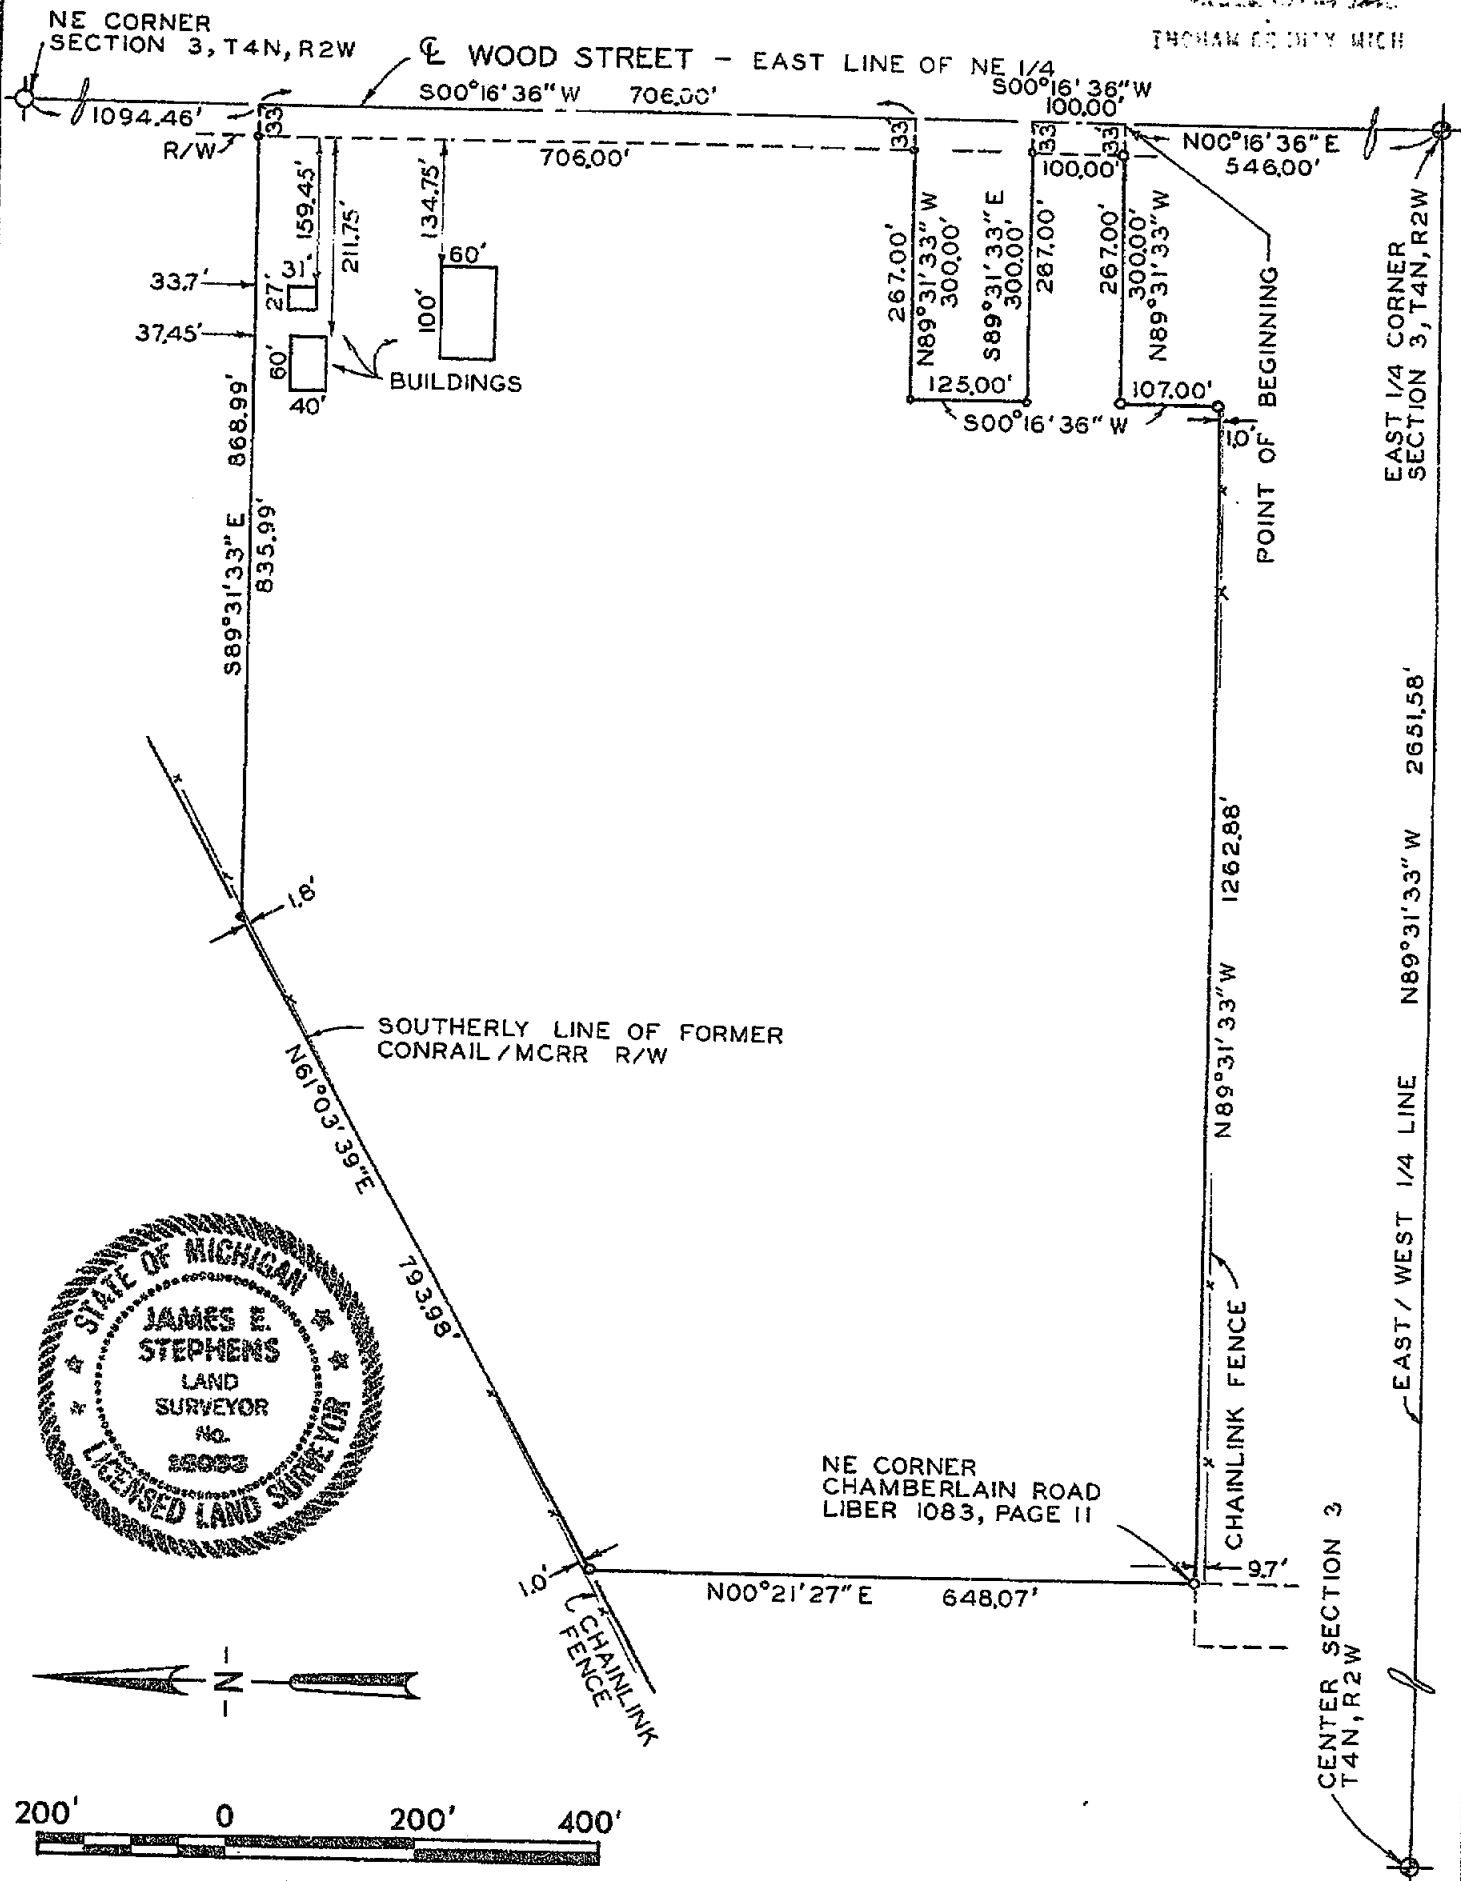 NE CORNER
SECTION 3, T4N, R2W
℄ WOOD STREET - EAST LINE OF NE 1/4
INGHAM COUNTY MICH
S00°16'36"W 706.00'
S00°16'36"W
100.00'
1094.46'
33'
R/W
706.00'
33'
33'
33'
100.00'
N00°16'36"E
546.00'
159.45'
211.75'
134.75'
33.7'
31'
27'
37.45'
60'
40'
60'
100'
BUILDINGS
267.00'
N89°31'33"W
300.00'
S89°31'33"E
300.00'
267.00'
267.00'
300.00'
N89°31'33"W
125.00'
S00°16'36"W
107.00'
1.0'
POINT OF BEGINNING
EAST 1/4 CORNER
SECTION 3, T4N, R2W
S89°31'33"E 868.99'
835.99'
1.8'
SOUTHERLY LINE OF FORMER
CONRAIL/MCRR R/W
N61°03'39"E 793.98'
N89°31'33"W 1262.88'
EAST/WEST 1/4 LINE N89°31'33"W 2651.58'
STATE OF MICHIGAN
JAMES E.
STEPHENS
LAND
SURVEYOR
No.
LICENSED LAND SURVEYOR
NE CORNER
CHAMBERLAIN ROAD
LIBER 1083, PAGE 11
CHAINLINK FENCE
9.7'
1.0'
N00°21'27"E 648.07'
CHAINLINK
FENCE
CENTER SECTION 3
T4N, R2W
-N-
200' 0 200' 400'